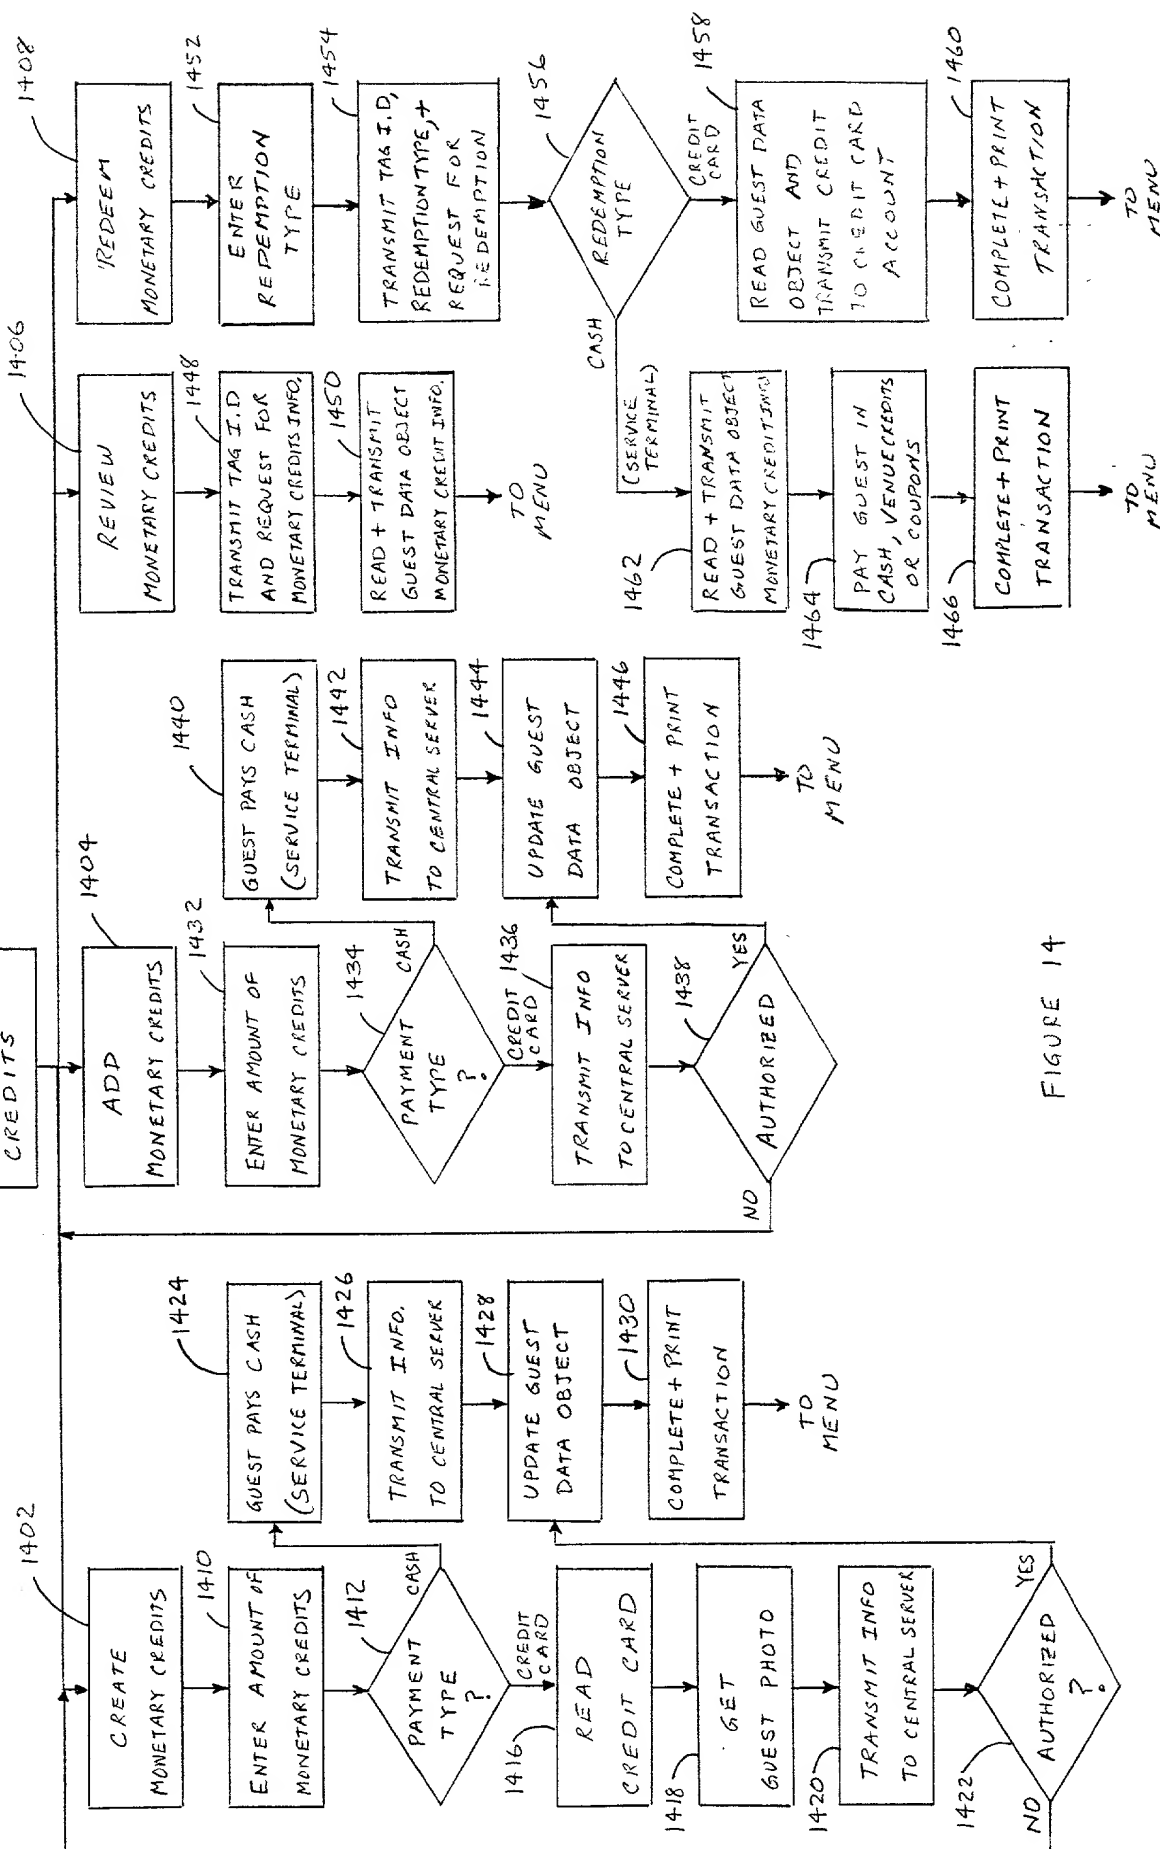 CREDITS
1402
CREATE
MONETARY CREDITS
1410
ENTER AMOUNT OF
MONETARY CREDITS
1412
PAYMENT
TYPE
?
CASH
CREDIT
CARD
1416
READ
CREDIT CARD
1418
GET
GUEST PHOTO
1420
TRANSMIT INFO
TO CENTRAL SERVER
1422
AUTHORIZED
?
NO
YES
1424
GUEST PAYS CASH
(SERVICE TERMINAL)
1426
TRANSMIT INFO.
TO CENTRAL SERVER
1428
UPDATE GUEST
DATA OBJECT
1430
COMPLETE + PRINT
TRANSACTION
TO
MENU
1404
ADD
MONETARY CREDITS
1432
ENTER AMOUNT OF
MONETARY CREDITS
1434
PAYMENT
TYPE
?
CASH
CREDIT
CARD
1436
TRANSMIT INFO
TO CENTRAL SERVER
1438
AUTHORIZED
NO
YES
1440
GUEST PAYS CASH
(SERVICE TERMINAL)
1442
TRANSMIT INFO
TO CENTRAL SERVER
1444
UPDATE GUEST
DATA OBJECT
1446
COMPLETE + PRINT
TRANSACTION
TO
MENU
1406
REVIEW
MONETARY CREDITS
1448
TRANSMIT TAG I.D
AND REQUEST FOR
MONETARY CREDITS INFO.
1450
READ + TRANSMIT
GUEST DATA OBJECT
MONETARY CREDIT INFO.
TO
MENU
1408
REDEEM
MONETARY CREDITS
1452
ENTER
REDEMPTION
TYPE
1454
TRANSMIT TAG I.D,
REDEMPTION TYPE, +
REQUEST FOR
REDEMPTION
1456
REDEMPTION
TYPE
CASH
(SERVICE
TERMINAL)
CREDIT
CARD
1458
READ GUEST DATA
OBJECT AND
TRANSMIT CREDIT
TO CREDIT CARD
ACCOUNT
1460
COMPLETE + PRINT
TRANSACTION
TO
MENU
1462
READ + TRANSMIT
GUEST DATA OBJECT
MONETARY CREDIT INFO
1464
PAY GUEST IN
CASH, VENUE CREDITS
OR COUPONS
1466
COMPLETE + PRINT
TRANSACTION
TO
MENU
FIGURE 14